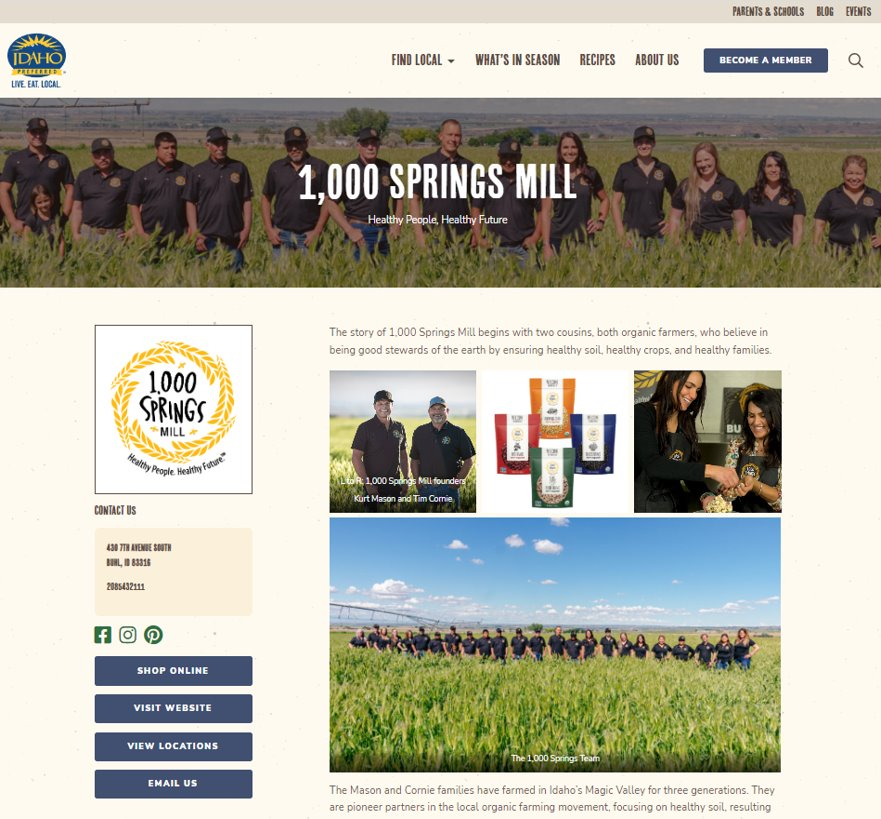 PARENTS & SCHOOLS BLOG EVENTS
IDAHO
PREFERRED
LIVE. EAT. LOCAL.
FIND LOCAL WHAT'S IN SEASON RECIPES ABOUT US BECOME A MEMBER
1,000 SPRINGS MILL
Healthy People, Healthy Future
1,000
SPRINGS
MILL
Healthy People. Healthy Future.™
The story of 1,000 Springs Mill begins with two cousins, both organic farmers, who believe in
being good stewards of the earth by ensuring healthy soil, healthy crops, and healthy families.
L to R: 1,000 Springs Mill founders
Kurt Mason and Tim Cornie
CONTACT US
430 7TH AVENUE SOUTH
BUHL, ID 83316
2085432111
SHOP ONLINE
VISIT WEBSITE
VIEW LOCATIONS
EMAIL US
The 1,000 Springs Team
The Mason and Cornie families have farmed in Idaho's Magic Valley for three generations. They
are pioneer partners in the local organic farming movement, focusing on healthy soil, resulting